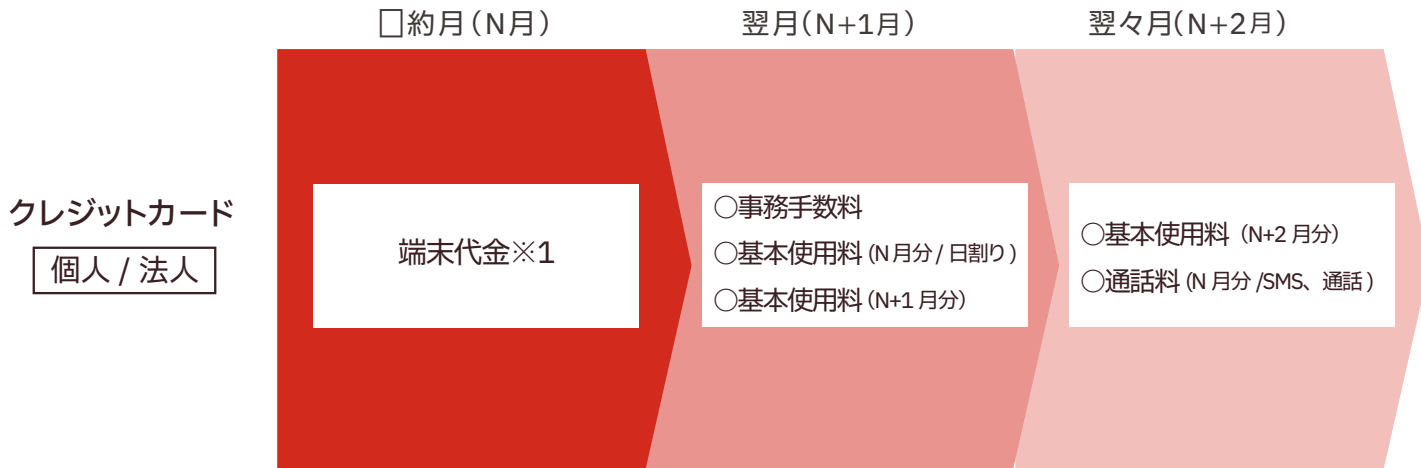 約月(N月)
翌月(N+1月)
翌々月(N+2月)
クレジットカード
個人 / 法人
端末代金※1
○事務手数料
○基本使用料 (N月分 / 日割り)
○基本使用料 (N+1 月分)
○基本使用料 (N+2 月分)
○通話料 (N 月分 /SMS、通話)